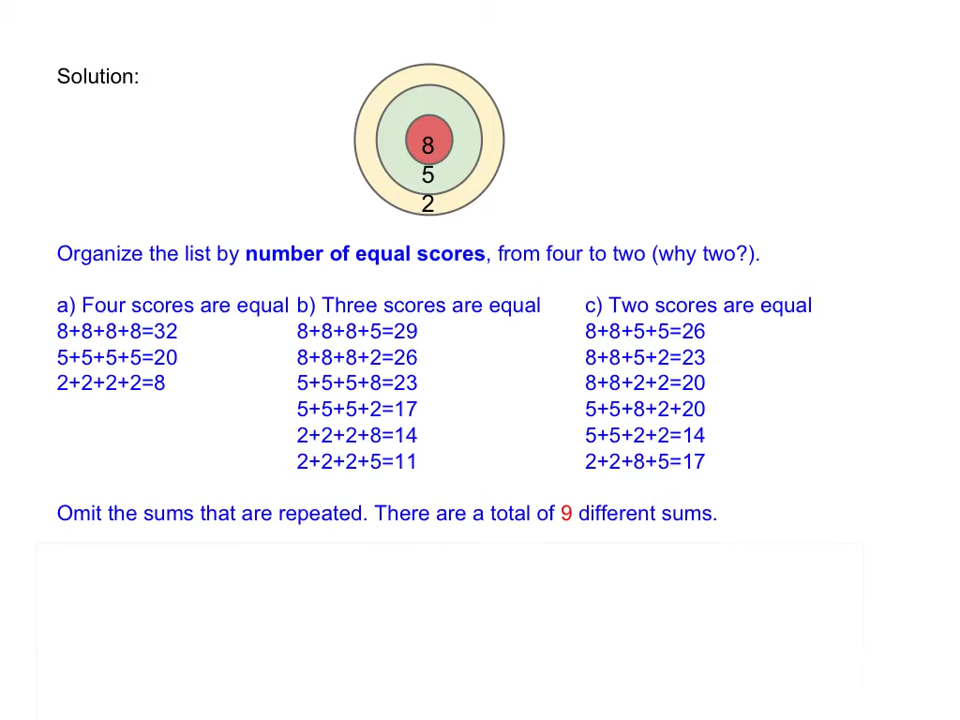 Solution:
8
5
2
Organize the list by number of equal scores, from four to two (why two?).
a) Four scores are equal b) Three scores are equal c) Two scores are equal
8+8+8+8=32 8+8+8+5=29 8+8+5+5=26
5+5+5+5=20 8+8+8+2=26 8+8+5+2=23
2+2+2+2=8 5+5+5+8=23 8+8+2+2=20
5+5+5+2=17 5+5+8+2+20
2+2+2+8=14 5+5+2+2=14
2+2+2+5=11 2+2+8+5=17
Omit the sums that are repeated. There are a total of 9 different sums.